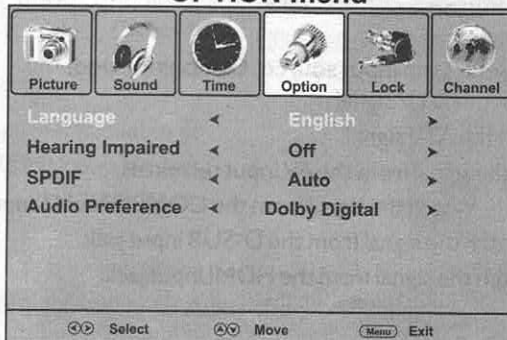 OPTION menu
Picture Sound Time Option Lock Channel
Language English
Hearing Impaired Off
SPDIF Auto
Audio Preference Dolby Digital
Select Move Menu Exit